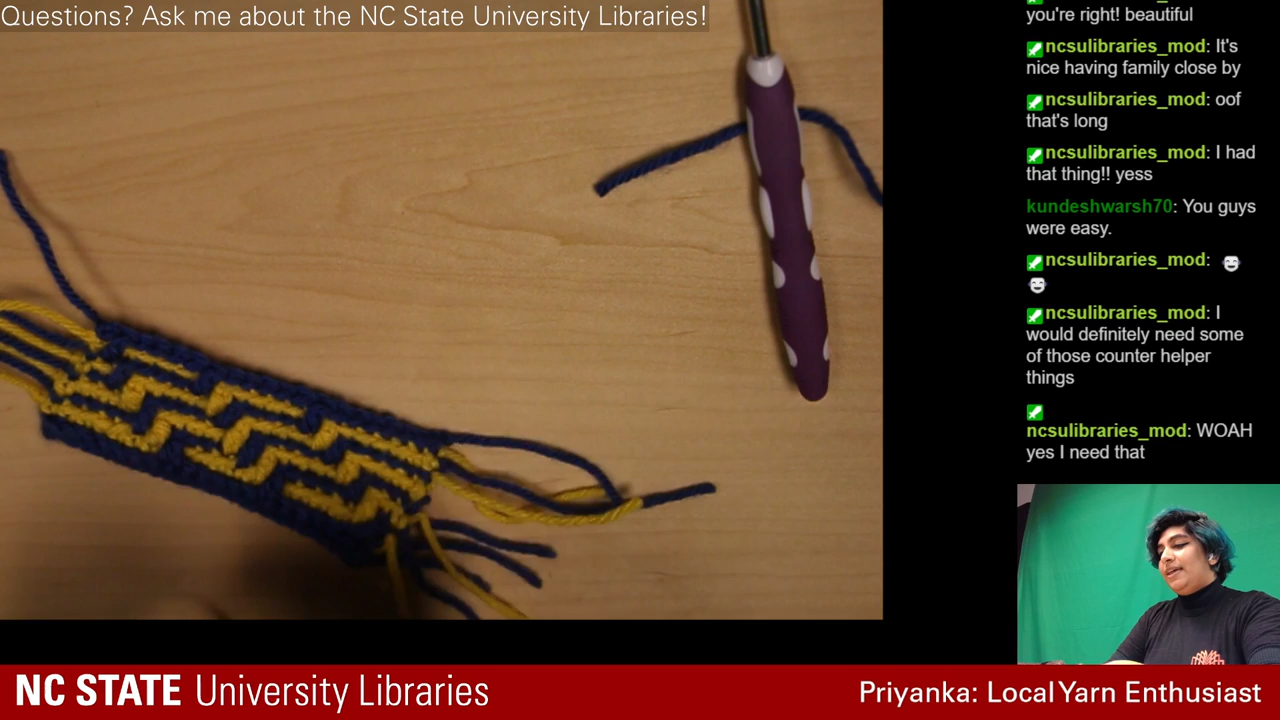 Questions? Ask me about the NC State University Libraries!
you're right! beautiful
ncsulibraries_mod: It's
nice having family close by
ncsulibraries_mod: oof
that's long
ncsulibraries_mod: I had
that thing!! yess
kundeshwarsh70: You guys
were easy.
ncsulibraries_mod:
ncsulibraries_mod: I
would definitely need some
of those counter helper
things
ncsulibraries_mod: WOAH
yes I need that
NC STATE University Libraries
Priyanka: Local Yarn Enthusiast